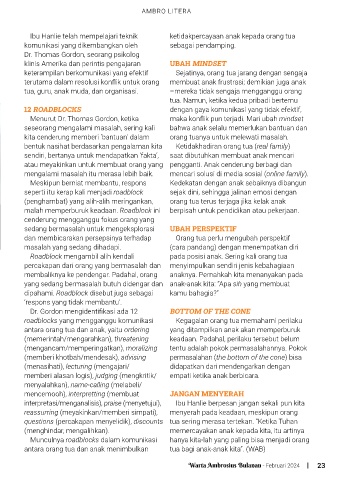 AMBRO LITERA
Ibu Hanlie telah mempelajari teknik
komunikasi yang dikembangkan oleh
Dr. Thomas Gordon, seorang psikolog
klinis Amerika dan perintis pengajaran
keterampilan berkomunikasi yang efektif
terutama dalam resolusi konflik untuk orang
tua, guru, anak muda, dan organisasi.
12 ROADBLOCKS
Menurut Dr. Thomas Gordon, ketika
seseorang mengalami masalah, sering kali
kita cenderung memberi 'bantuan' dalam
bentuk nasihat berdasarkan pengalaman kita
sendiri, bertanya untuk mendapatkan 'fakta',
atau meyakinkan untuk membuat orang yang
mengalami masalah itu merasa lebih baik.
Meskipun berniat membantu, respons
seperti itu kerap kali menjadi roadblock
(penghambat) yang alih-alih meringankan,
malah memperburuk keadaan. Roadblock ini
cenderung mengganggu fokus orang yang
sedang bermasalah untuk mengeksplorasi
dan membicarakan persepsinya terhadap
masalah yang sedang dihadapi.
Roadblock mengambil alih kendali
percakapan dari orang yang bermasalah dan
membaliknya ke pendengar. Padahal, orang
yang sedang bermasalah butuh didengar dan
dipahami. Roadblock disebut juga sebagai
'respons yang tidak membantu'.
Dr. Gordon mengidentifikasi ada 12
roadblocks yang mengganggu komunikasi
antara orang tua dan anak, yaitu ordering
(memerintah/mengarahkan), threatening
(mengancam/memperingatkan), moralizing
(memberi khotbah/mendesak), advising
(menasihati), lecturing (mengajari/
memberi alasan logis), judging (mengkritik/
menyalahkan), name-calling (melabeli/
mencemooh), interpretting (membuat
interpretasi/menganalisis), praise (menyetujui),
reassurring (meyakinkan/memberi simpati),
questions (percakapan menyelidik), discounts
(menghindar, mengalihkan).
Munculnya roadblocks dalam komunikasi
antara orang tua dan anak menimbulkan
ketidakpercayaan anak kepada orang tua
sebagai pendamping.
UBAH MINDSET
Sejatinya, orang tua jarang dengan sengaja
membuat anak frustrasi; demikian juga anak
–mereka tidak sengaja mengganggu orang
tua. Namun, ketika kedua pribadi bertemu
dengan gaya komunikasi yang tidak efektif,
maka konflik pun terjadi. Mari ubah mindset
bahwa anak selalu memerlukan bantuan dan
orang tuanya untuk melewati masalah.
Ketidakhadiran orang tua (real family)
saat dibutuhkan membuat anak mencari
pengganti. Anak cenderung berbagi dan
mencari solusi di media sosial (online family).
Kedekatan dengan anak sebaiknya dibangun
sejak dini, sehingga jalinan emosi dengan
orang tua terus terjaga jika kelak anak
berpisah untuk pendidikan atau pekerjaan.
UBAH PERSPEKTIF
Orang tua perlu mengubah perspektif
(cara pandang) dengan menempatkan diri
pada posisi anak. Sering kali orang tua
menyimpulkan sendiri jenis kebahagiaan
anaknya. Pernahkah kita menanyakan pada
anak-anak kita: "Apa sih yang membuat
kamu bahagia?"
BOTTOM OF THE CONE
Kegagalan orang tua memahami perilaku
yang ditampilkan anak akan memperburuk
keadaan. Padahal, perilaku tersebut belum
tentu adalah pokok permasalahannya. Pokok
permasalahan (the bottom of the cone) bisa
didapatkan dari mendengarkan dengan
empati ketika anak berbicara.
JANGAN MENYERAH
Ibu Hanlie berpesan jangan sekali pun kita
menyerah pada keadaan, meskipun orang
tua sering merasa tertekan. "Ketika Tuhan
memercayakan anak kepada kita, itu artinya
hanya kita-lah yang paling bisa menjadi orang
tua bagi anak-anak kita". (WAB)
Warta Ambrosius Bulanan - Februari 2024 | 23